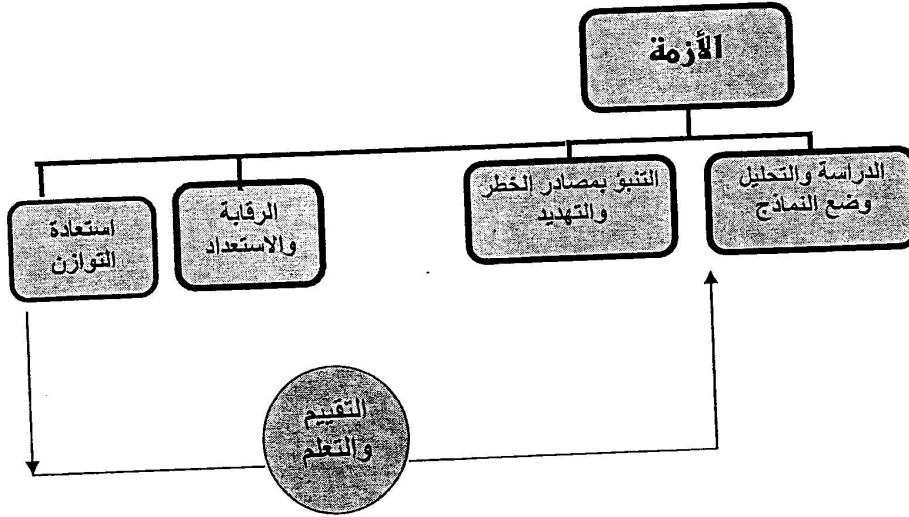 الأزمة
الدراسة والتحليل
وضع النماذج
التنبؤ بمصادر الخطر
والتهديد
الرقابة
والاستعداد
استعادة
التوازن
التقييم
والتعلم